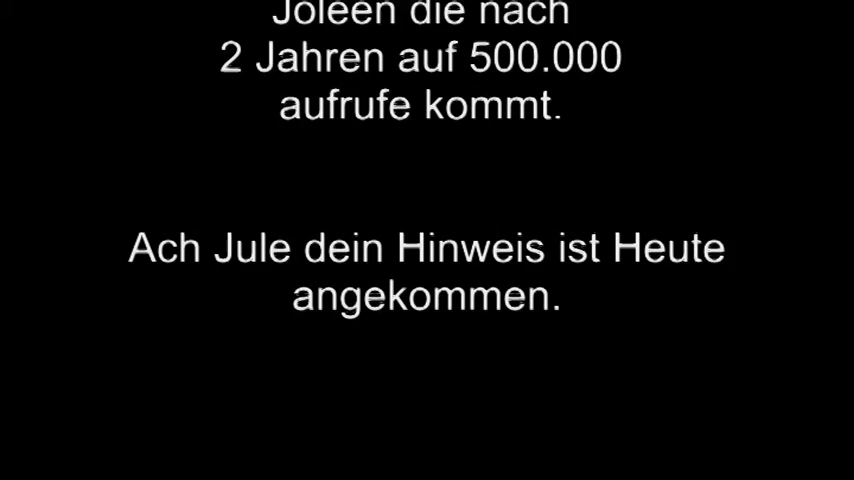 Joleen die nach
2 Jahren auf 500.000
aufrufe kommt.
Ach Jule dein Hinweis ist Heute
angekommen.